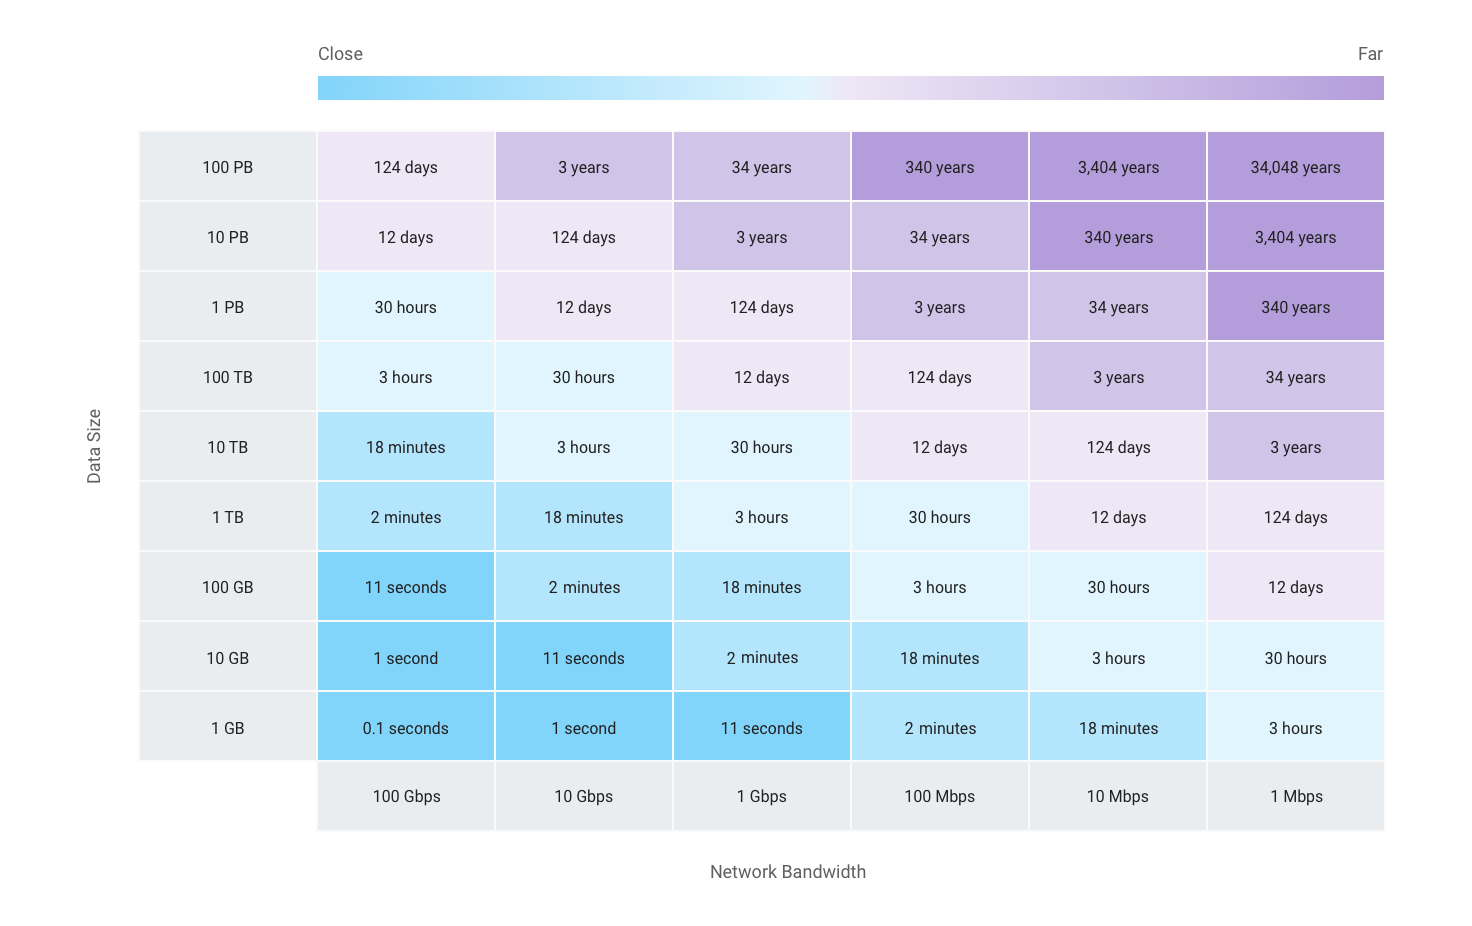 Close Far
100 PB 124 days 3 years 34 years 340 years 3,404 years 34,048 years
10 PB 12 days 124 days 3 years 34 years 340 years 3,404 years
1 PB 30 hours 12 days 124 days 3 years 34 years 340 years
100 TB 3 hours 30 hours 12 days 124 days 3 years 34 years
10 TB 18 minutes 3 hours 30 hours 12 days 124 days 3 years
1 TB 2 minutes 18 minutes 3 hours 30 hours 12 days 124 days
100 GB 11 seconds 2 minutes 18 minutes 3 hours 30 hours 12 days
10 GB 1 second 11 seconds 2 minutes 18 minutes 3 hours 30 hours
1 GB 0.1 seconds 1 second 11 seconds 2 minutes 18 minutes 3 hours
100 Gbps 10 Gbps 1 Gbps 100 Mbps 10 Mbps 1 Mbps
Data Size
Network Bandwidth